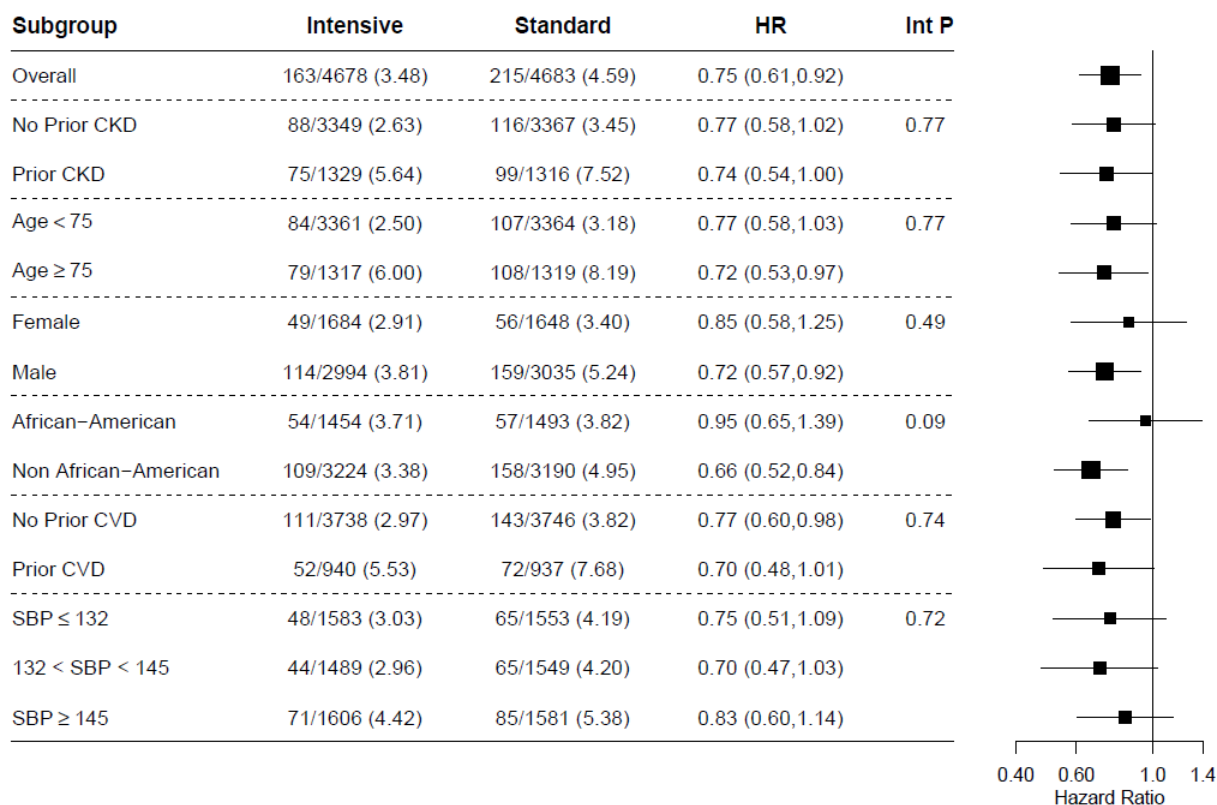 Subgroup Intensive Standard HR Int P
Overall 163/4678 (3.48) 215/4683 (4.59) 0.75 (0.61,0.92)
No Prior CKD 88/3349 (2.63) 116/3367 (3.45) 0.77 (0.58,1.02) 0.77
Prior CKD 75/1329 (5.64) 99/1316 (7.52) 0.74 (0.54,1.00)
Age < 75 84/3361 (2.50) 107/3364 (3.18) 0.77 (0.58,1.03) 0.77
Age ≥ 75 79/1317 (6.00) 108/1319 (8.19) 0.72 (0.53,0.97)
Female 49/1684 (2.91) 56/1648 (3.40) 0.85 (0.58,1.25) 0.49
Male 114/2994 (3.81) 159/3035 (5.24) 0.72 (0.57,0.92)
African−American 54/1454 (3.71) 57/1493 (3.82) 0.95 (0.65,1.39) 0.09
Non African−American 109/3224 (3.38) 158/3190 (4.95) 0.66 (0.52,0.84)
No Prior CVD 111/3738 (2.97) 143/3746 (3.82) 0.77 (0.60,0.98) 0.74
Prior CVD 52/940 (5.53) 72/937 (7.68) 0.70 (0.48,1.01)
SBP ≤ 132 48/1583 (3.03) 65/1553 (4.19) 0.75 (0.51,1.09) 0.72
132 < SBP < 145 44/1489 (2.96) 65/1549 (4.20) 0.70 (0.47,1.03)
SBP ≥ 145 71/1606 (4.42) 85/1581 (5.38) 0.83 (0.60,1.14)
0.40 0.60 1.0 1.4
Hazard Ratio